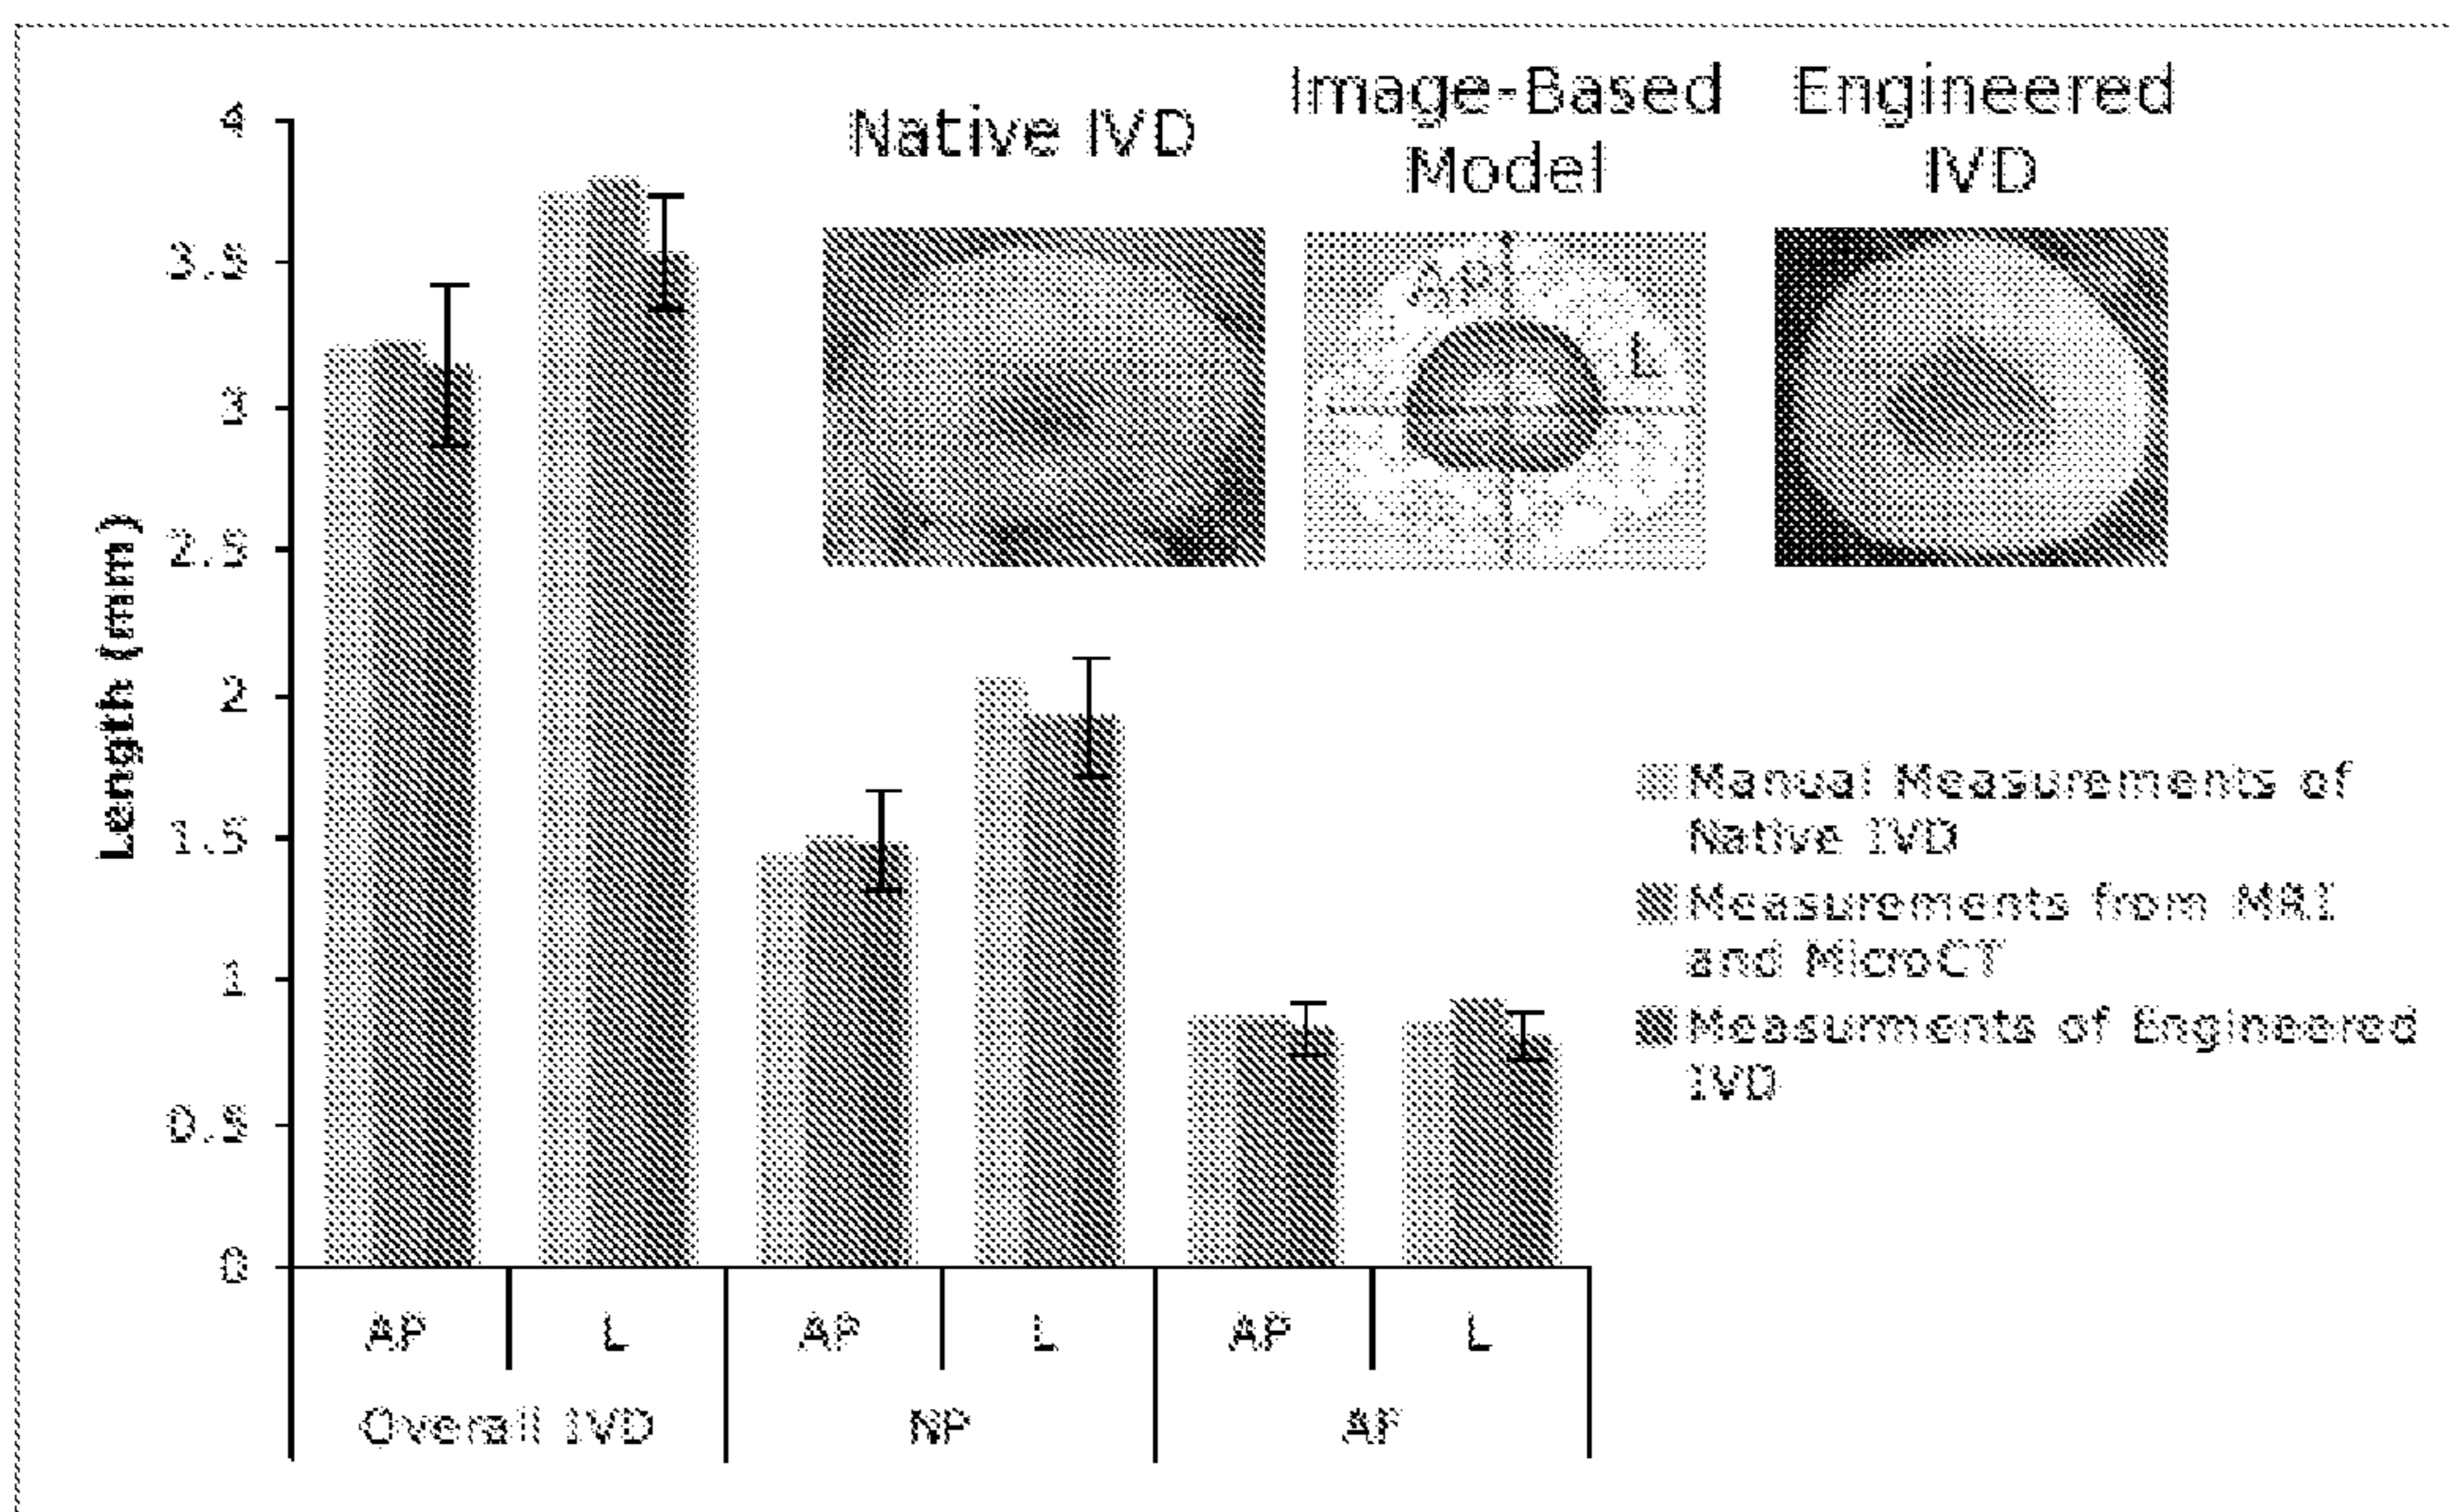 Native IVD
Image-Based
Model
Engineered
IVD
AP
L
Length (mm)
4
3.5
3
2.5
2
1.5
1
0.5
0
Manual Measurements of
Native IVD
Measurements from MRI
and MicroCT
Measurments of Engineered
IVD
AP L AP L AP L
Overall IVD NP AF